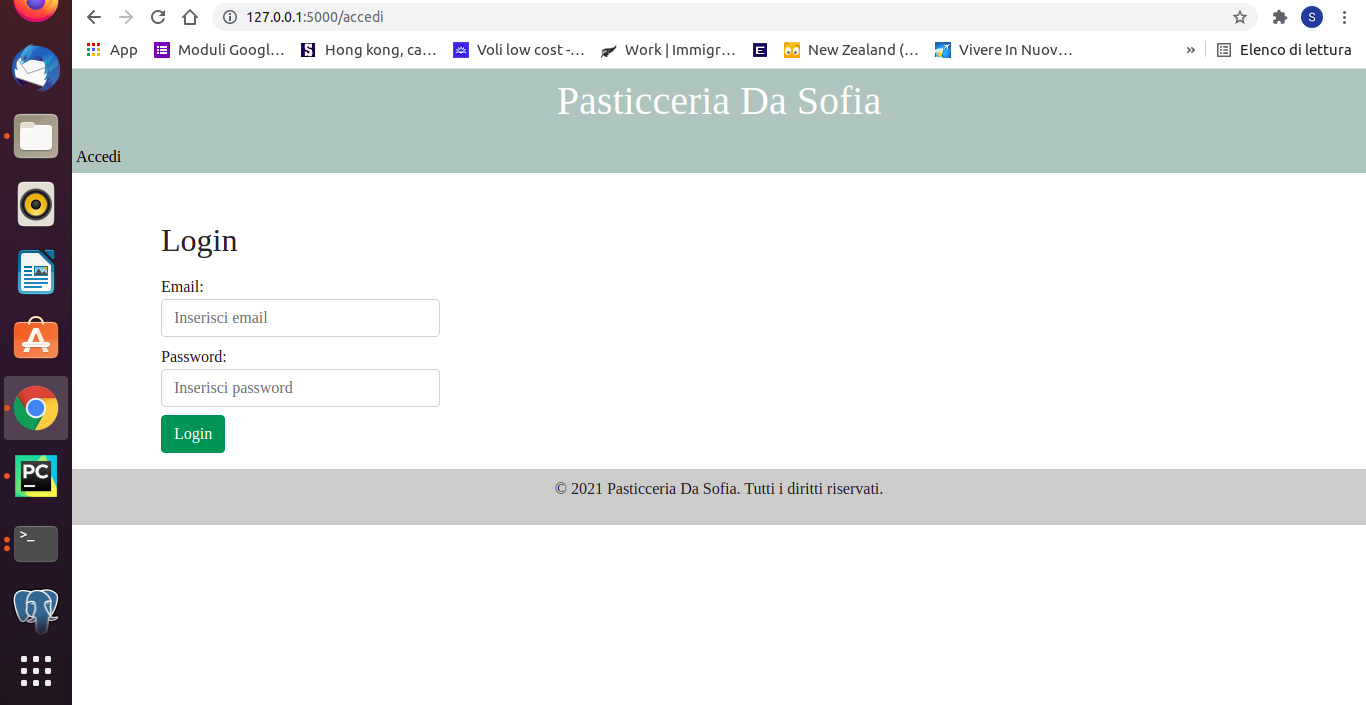 127.0.0.1:5000/accedi
S
App Moduli Googl... Hong kong, ca... Voli low cost -... Work | Immigr... New Zealand (... Vivere In Nuov... » Elenco di lettura
Pasticceria Da Sofia
Accedi
Login
Email:
Inserisci email
Password:
Inserisci password
Login
PC
>_
© 2021 Pasticceria Da Sofia. Tutti i diritti riservati.